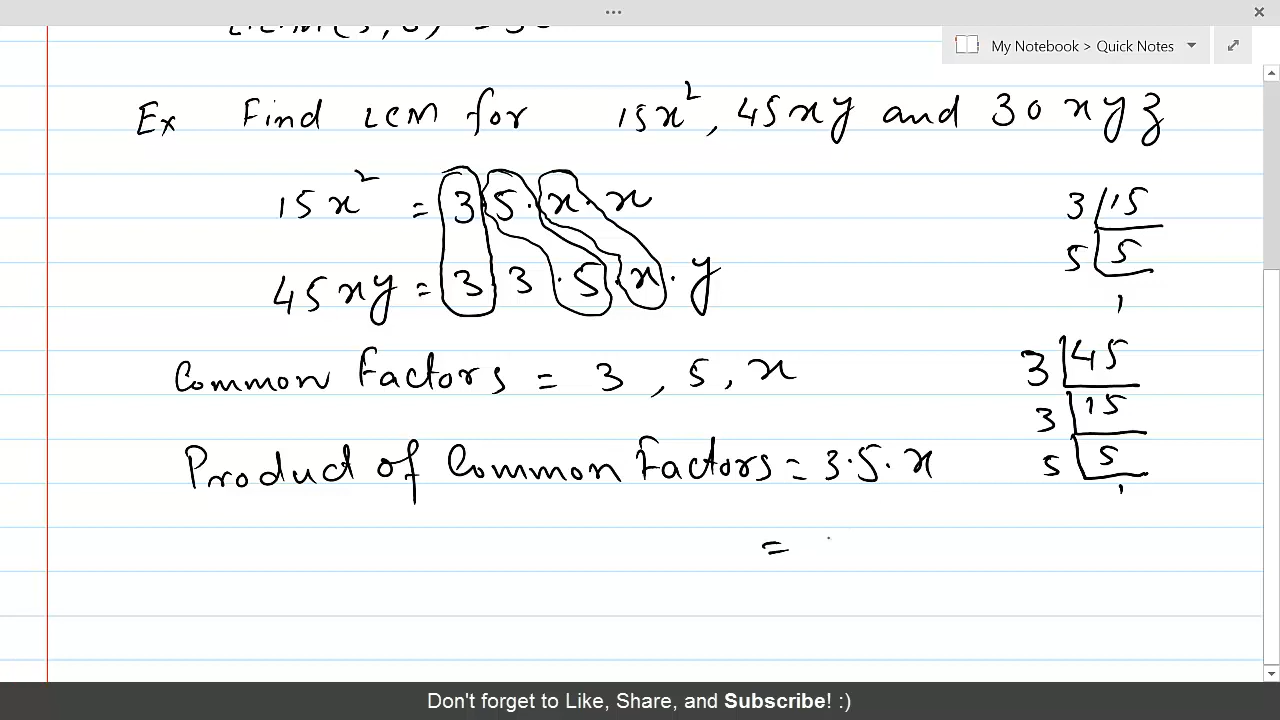 My Notebook > Quick Notes
Ex Find LCM for 15x², 45xy and 30xyz
15x² = 3 5·x·x
45xy = 3 3·5·x·y
Common Factors = 3, 5, x
Product of Common Factors = 3·5·x
=
3 15
5 5
1
3 45
3 15
5 5
1
Don't forget to Like, Share, and Subscribe! :)